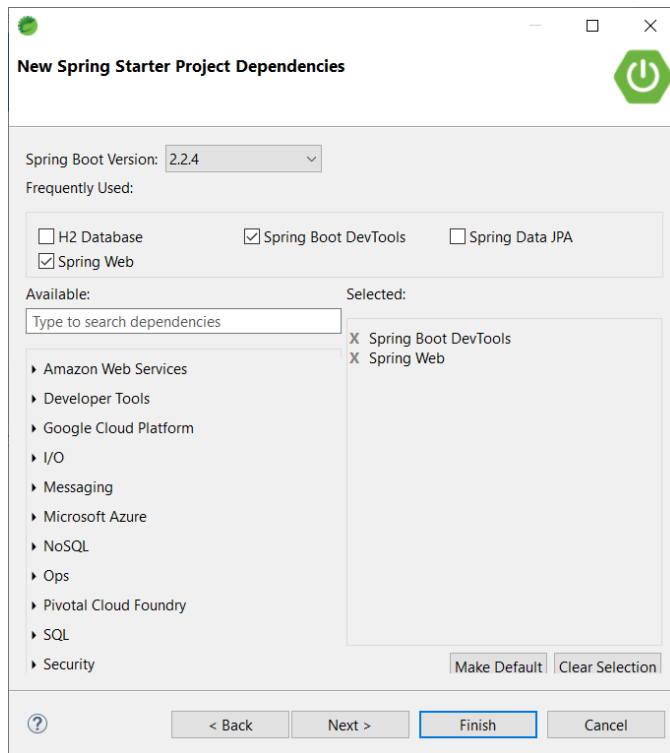 New Spring Starter Project Dependencies
Spring Boot Version: 2.2.4
Frequently Used:
H2 Database Spring Boot DevTools Spring Data JPA
Spring Web
Available: Selected:
Type to search dependencies
X Spring Boot DevTools
X Spring Web
Amazon Web Services
Developer Tools
Google Cloud Platform
I/O
Messaging
Microsoft Azure
NoSQL
Ops
Pivotal Cloud Foundry
SQL
Security
Make Default Clear Selection
? < Back Next > Finish Cancel